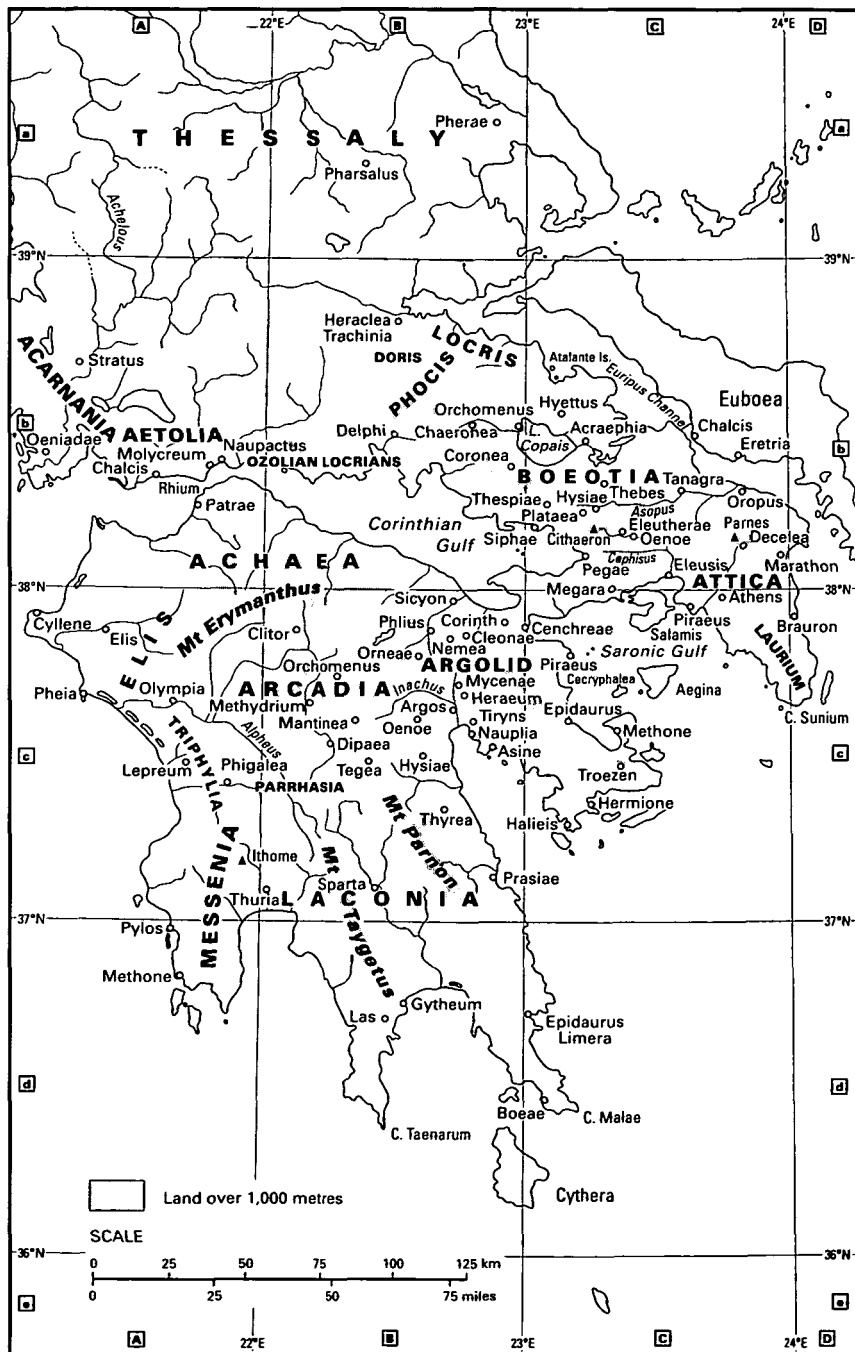 22°E
23°E
24°E
A
B
C
D
a
a
THESSALY
Pherae
Pharsalus
Achelous
39°N
39°N
Heraclea
Trachinia
LOCRIS
DORIS
PHOCIS
Atalante Is.
Euripus Channel
Euboea
ACARNANIA
Stratus
Hyettus
Orchomenus
b
b
AETOLIA
Oeniadae
Molycreum
Naupactus
Delphi
Chaeronea
L.
Copais
Acraephia
Chalcis
Eretria
Chalcis
OZOLIAN LOCRIANS
Coronea
BOEOTIA
Tanagra
Rhium
Patrae
Thespiae
Hysiae
Thebes
Oropus
Corinthian
Gulf
Plataea
Asopus
Siphae
Cithaeron
Eleutherae
Oenoe
Parnes
Decelea
ACHAEA
Cephisus
Marathon
38°N
38°N
Pegae
Eleusis
ATTICA
Mt Erymanthus
Sicyon
Megara
Athens
Cyllene
Elis
ELIS
Clitor
Phlius
Corinth
Cenchreae
Salamis
Piraeus
Brauron
Cleonae
Nemea
Orneae
ARGOLID
Piraeus
Saronic Gulf
LAURIUM
Orchomenus
ARCADIA
Inachus
Mycenae
Cecryphalea
Aegina
Pheia
Olympia
Methydrium
Heraeum
C. Sunium
Mantinea
Argos
Oenoe
Tiryns
Epidaurus
Methone
TRIPHYLIA
Alpheus
Dipaea
Nauplia
c
c
Lepreum
Phigalea
Tegea
Hysiae
Asine
Troezen
PARRHASIA
Hermione
Thyrea
Halieis
Mt Parnon
Ithome
MESSENIA
Mt Taygetus
Prasiae
Thuria
Sparta
LACONIA
37°N
37°N
Pylos
Methone
Gytheum
Las
Epidaurus
Limera
d
d
Boeae
C. Malae
C. Taenarum
Cythera
Land over 1,000 metres
SCALE
36°N
36°N
0 25 50 75 100 125 km
0 25 50 75 miles
e
e
A
B
C
D
22°E
23°E
24°E